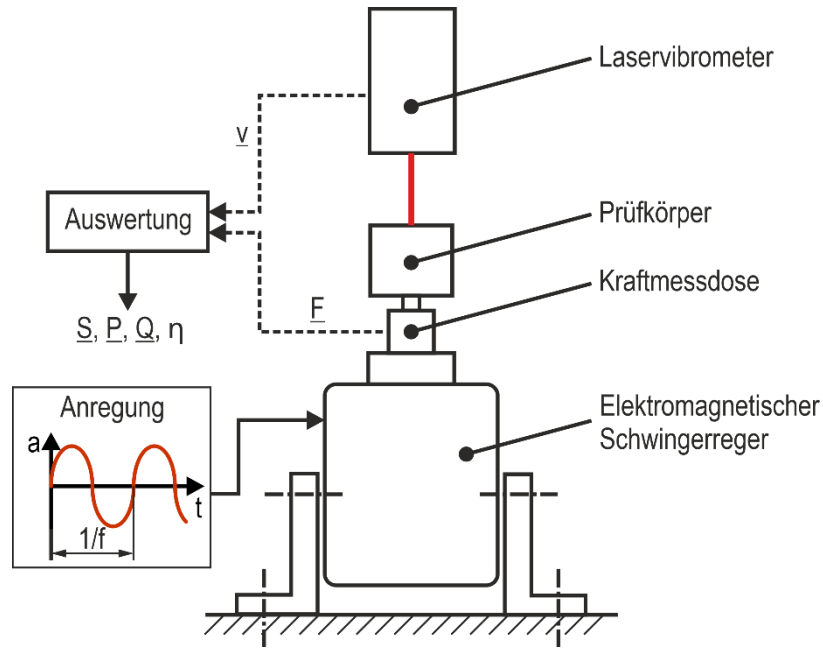 Laservibrometer
v
Auswertung
Prüfkörper
Kraftmessdose
F
S, P, Q, η
Anregung
a
t
1/f
Elektromagnetischer
Schwingerreger